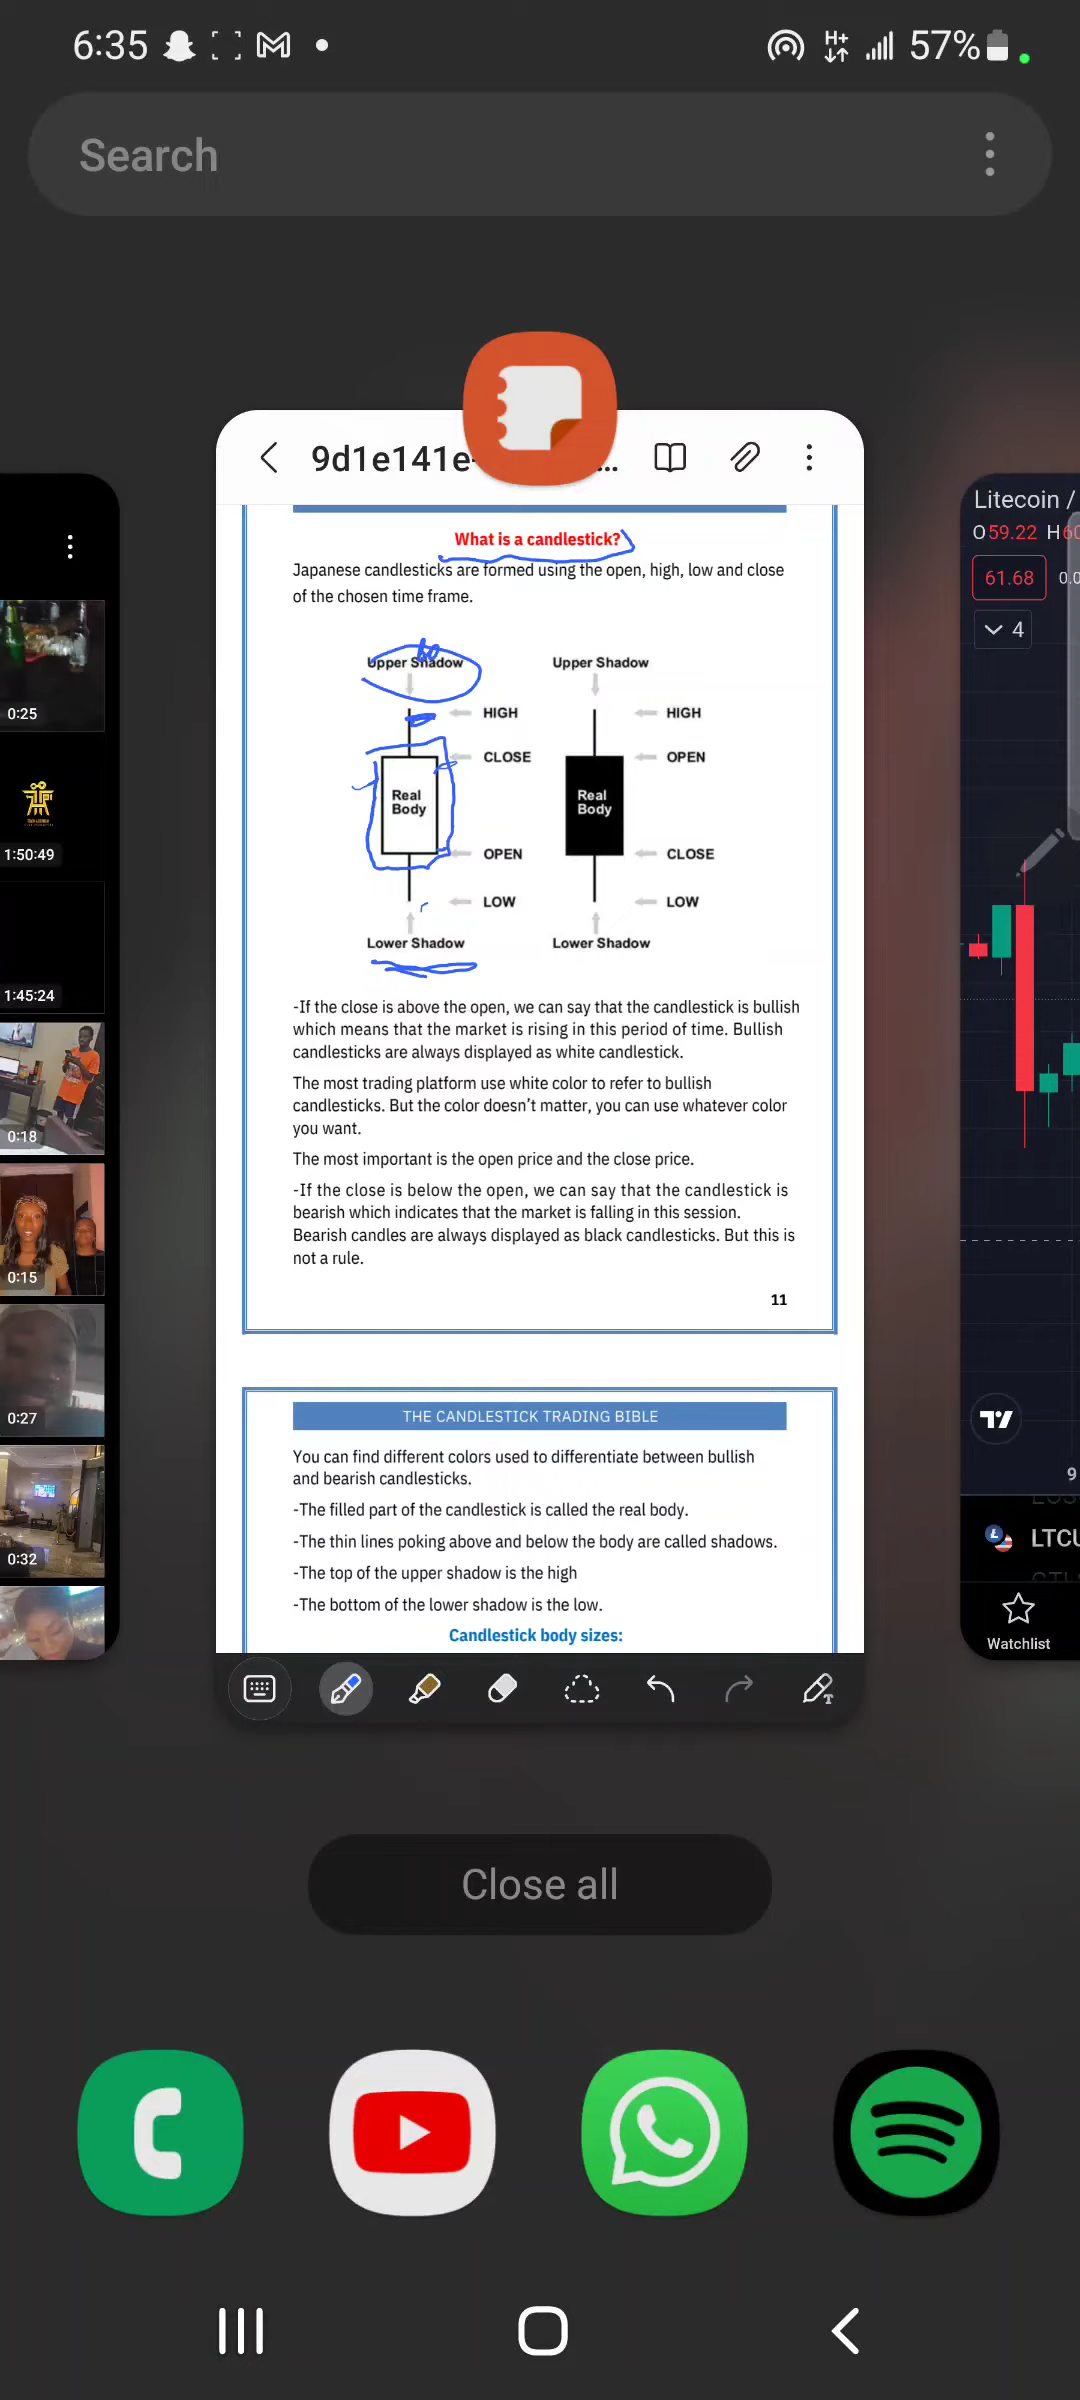 6:35
H+
57%
Search
9d1e141e-
...
What is a candlestick?
Japanese candlesticks are formed using the open, high, low and close
of the chosen time frame.
Upper Shadow
Upper Shadow
HIGH
HIGH
CLOSE
OPEN
Real
Body
Real
Body
OPEN
CLOSE
LOW
LOW
Lower Shadow
Lower Shadow
-If the close is above the open, we can say that the candlestick is bullish
which means that the market is rising in this period of time. Bullish
candlesticks are always displayed as white candlestick.
The most trading platform use white color to refer to bullish
candlesticks. But the color doesn’t matter, you can use whatever color
you want.
The most important is the open price and the close price.
-If the close is below the open, we can say that the candlestick is
bearish which indicates that the market is falling in this session.
Bearish candles are always displayed as black candlesticks. But this is
not a rule.
11
THE CANDLESTICK TRADING BIBLE
You can find different colors used to differentiate between bullish
and bearish candlesticks.
-The filled part of the candlestick is called the real body.
-The thin lines poking above and below the body are called shadows.
-The top of the upper shadow is the high
-The bottom of the lower shadow is the low.
Candlestick body sizes:
0:25
1:50:49
1:45:24
0:18
0:15
0:27
0:32
Litecoin /
O59.22 H60
61.68
0.0
4
9
LTCU
Watchlist
Close all